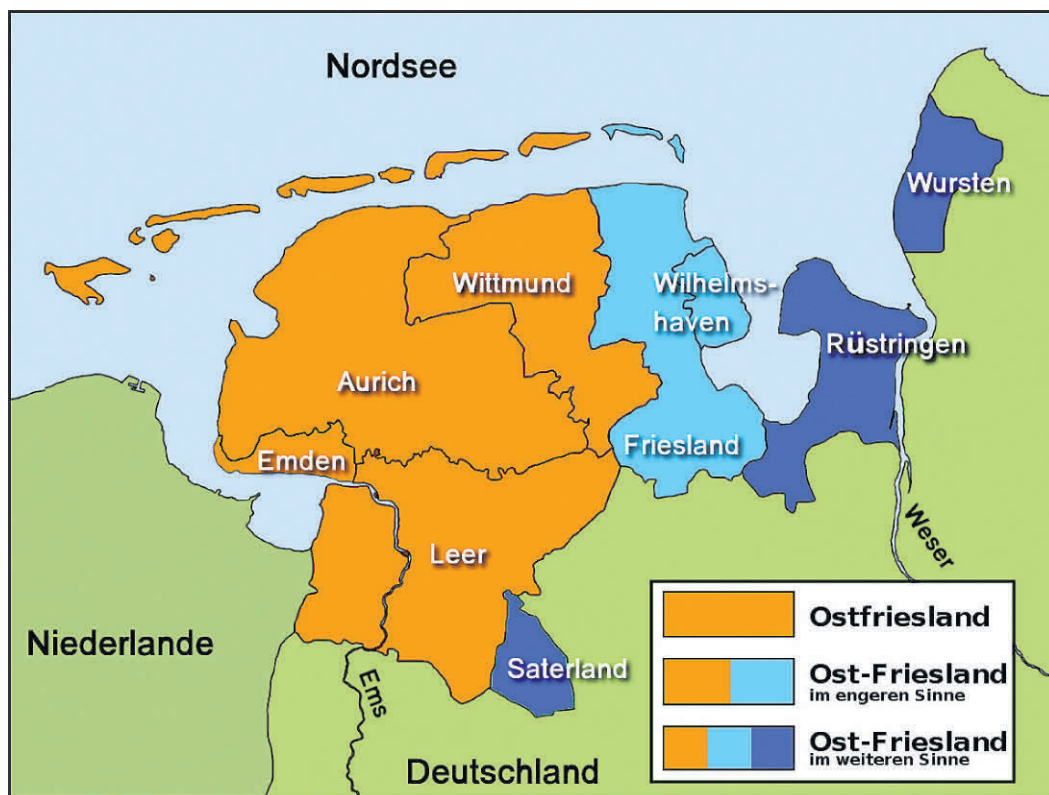 Nordsee
Wursten
Wittmund
Wilhelms-
haven
Rüstringen
Aurich
Friesland
Emden
Leer
Weser
Niederlande
Saterland
Ems
Deutschland
Ostfriesland
Ost-Friesland
im engeren Sinne
Ost-Friesland
im weiteren Sinne